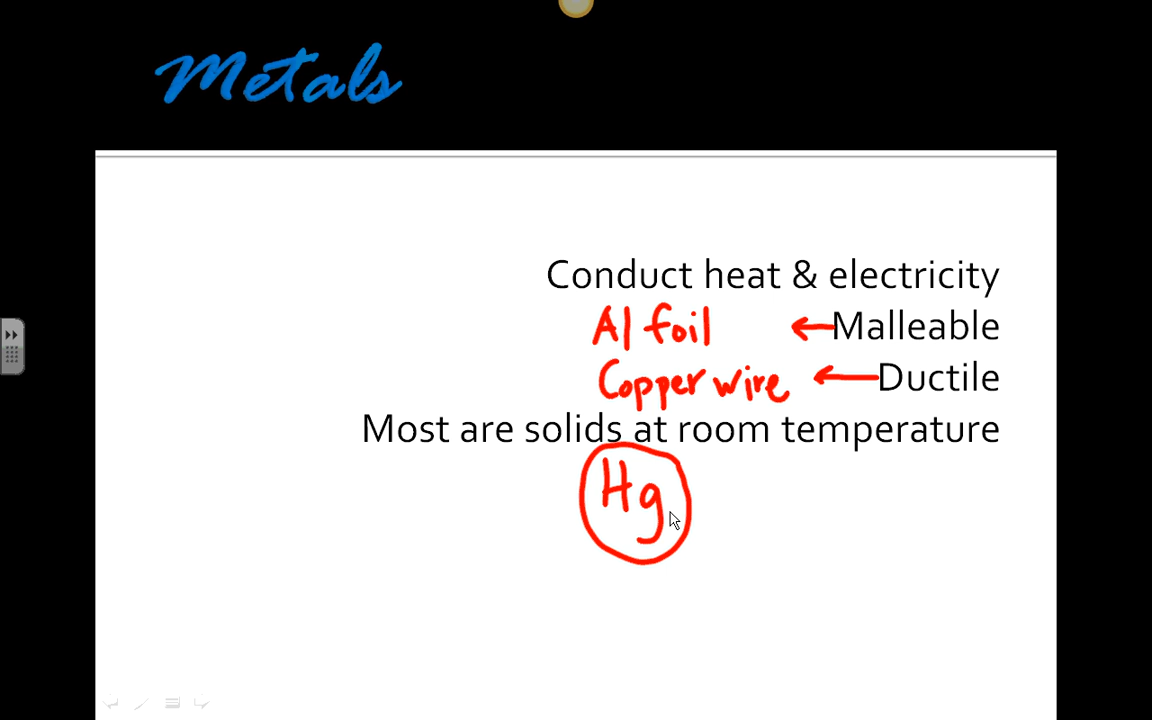 Metals
Conduct heat & electricity
Al foil ← Malleable
Copper wire ← Ductile
Most are solids at room temperature
Hg